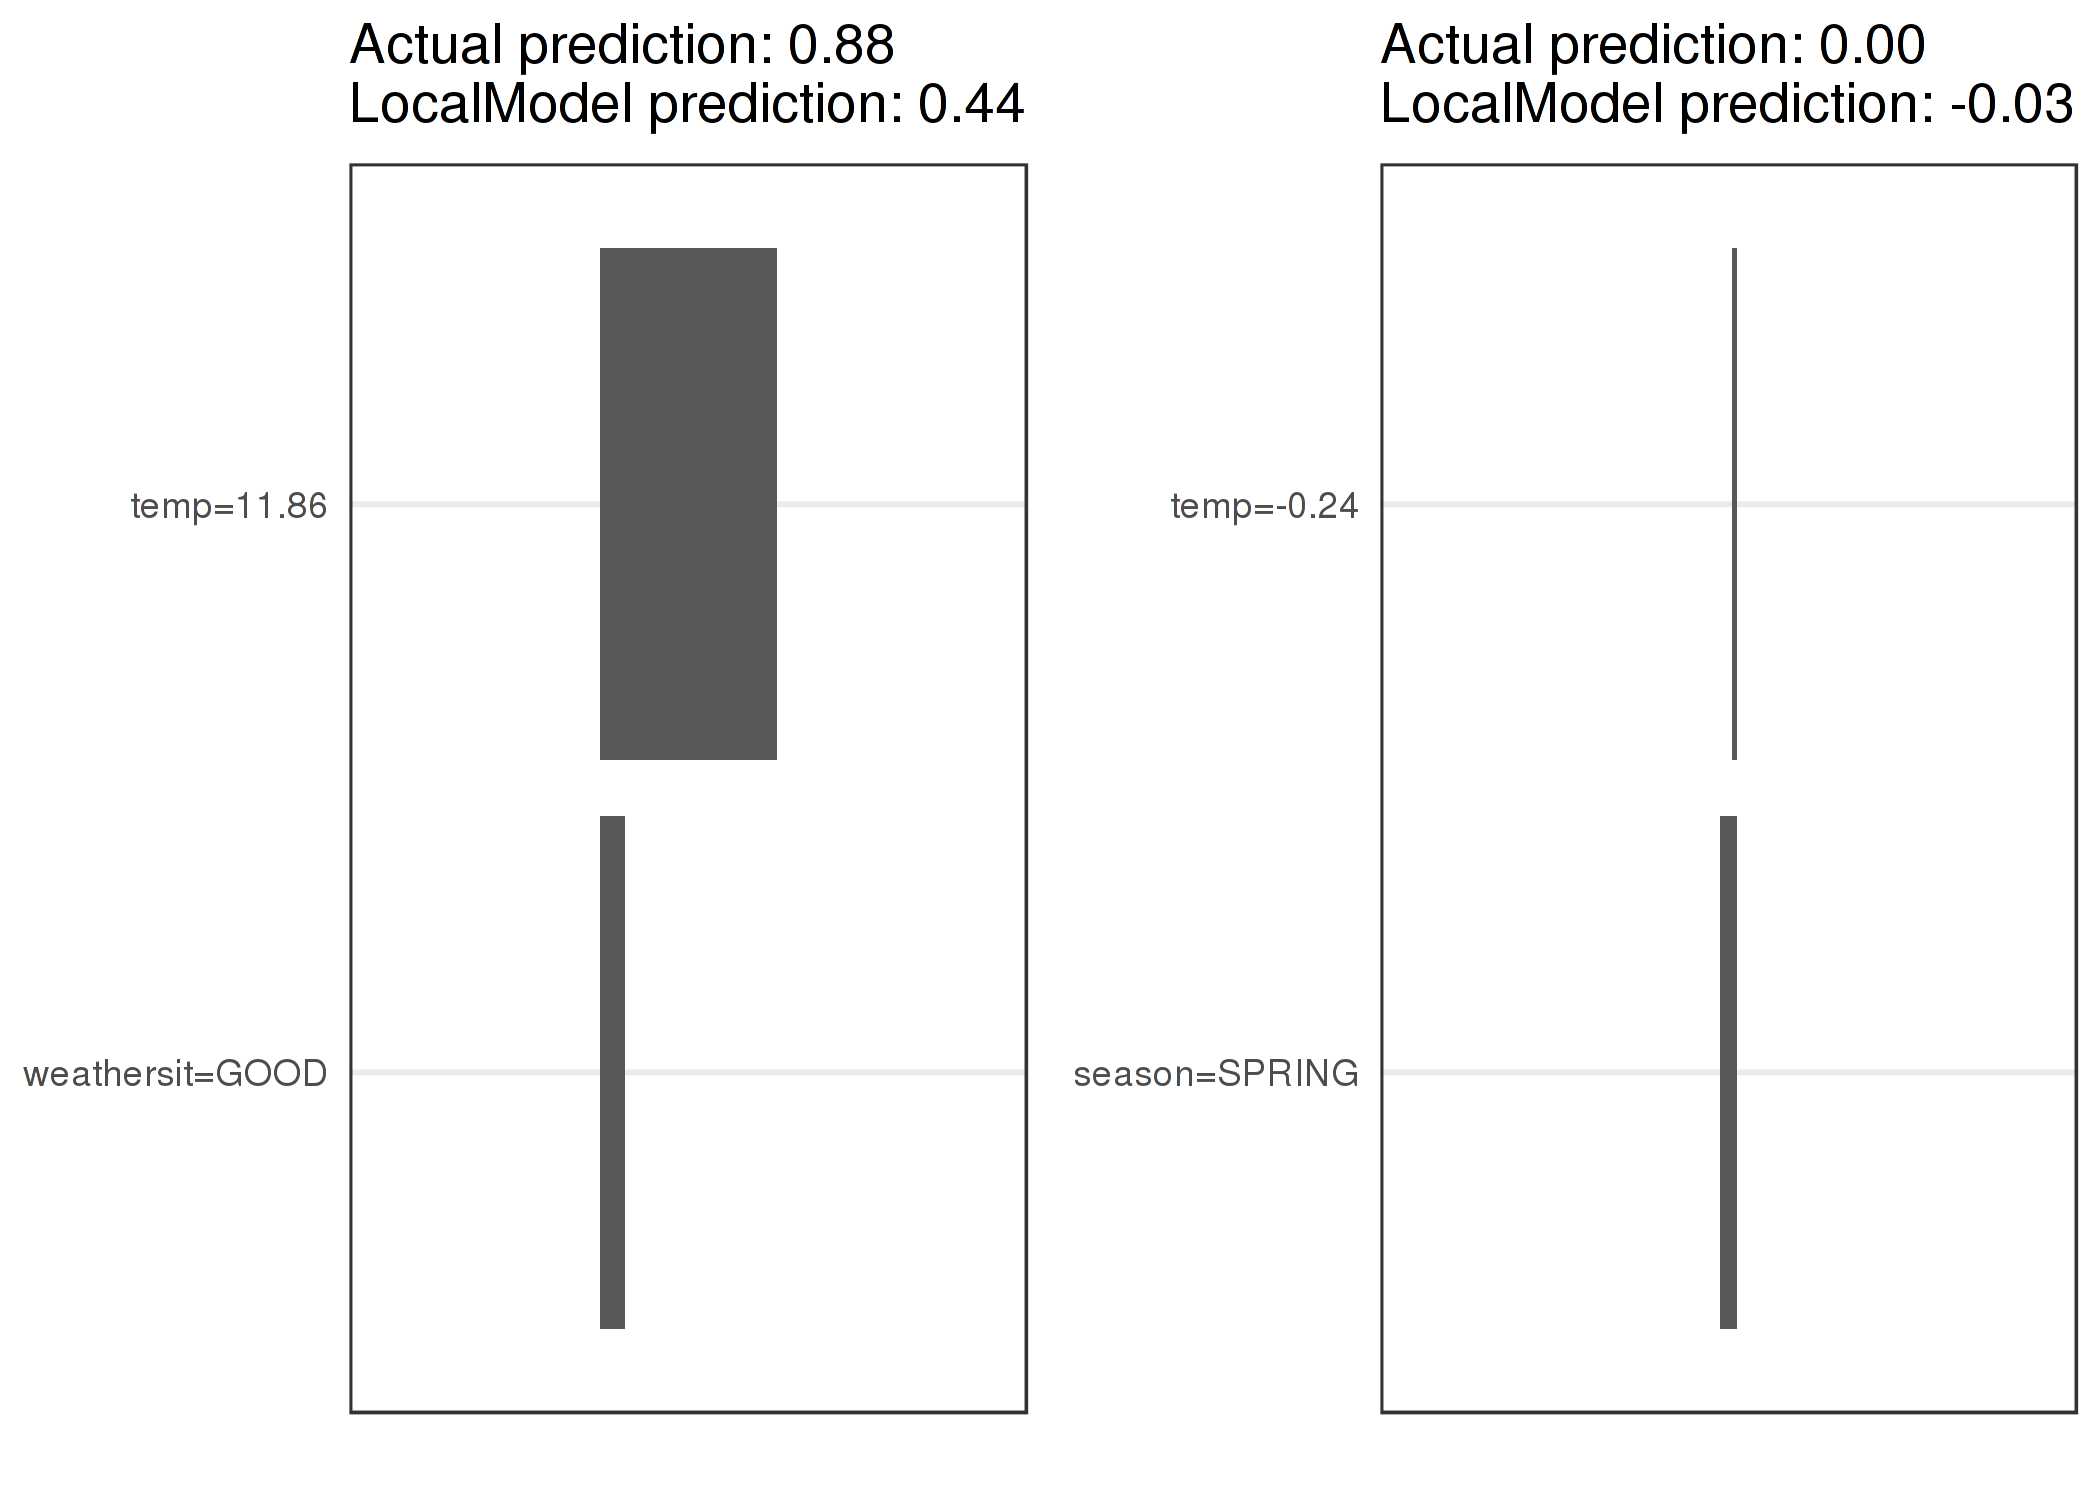 Actual prediction: 0.88
LocalModel prediction: 0.44
temp=11.86
weathersit=GOOD
Actual prediction: 0.00
LocalModel prediction: -0.03
temp=-0.24
season=SPRING